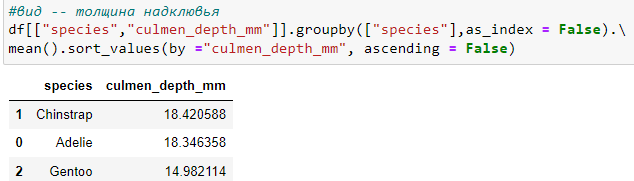 #вид -- толщина надклювья
df[["species","culmen_depth_mm"]].groupby(["species"],as_index = False).\
mean().sort_values(by ="culmen_depth_mm", ascending = False)
species culmen_depth_mm
1 Chinstrap 18.420588
0 Adelie 18.346358
2 Gentoo 14.982114